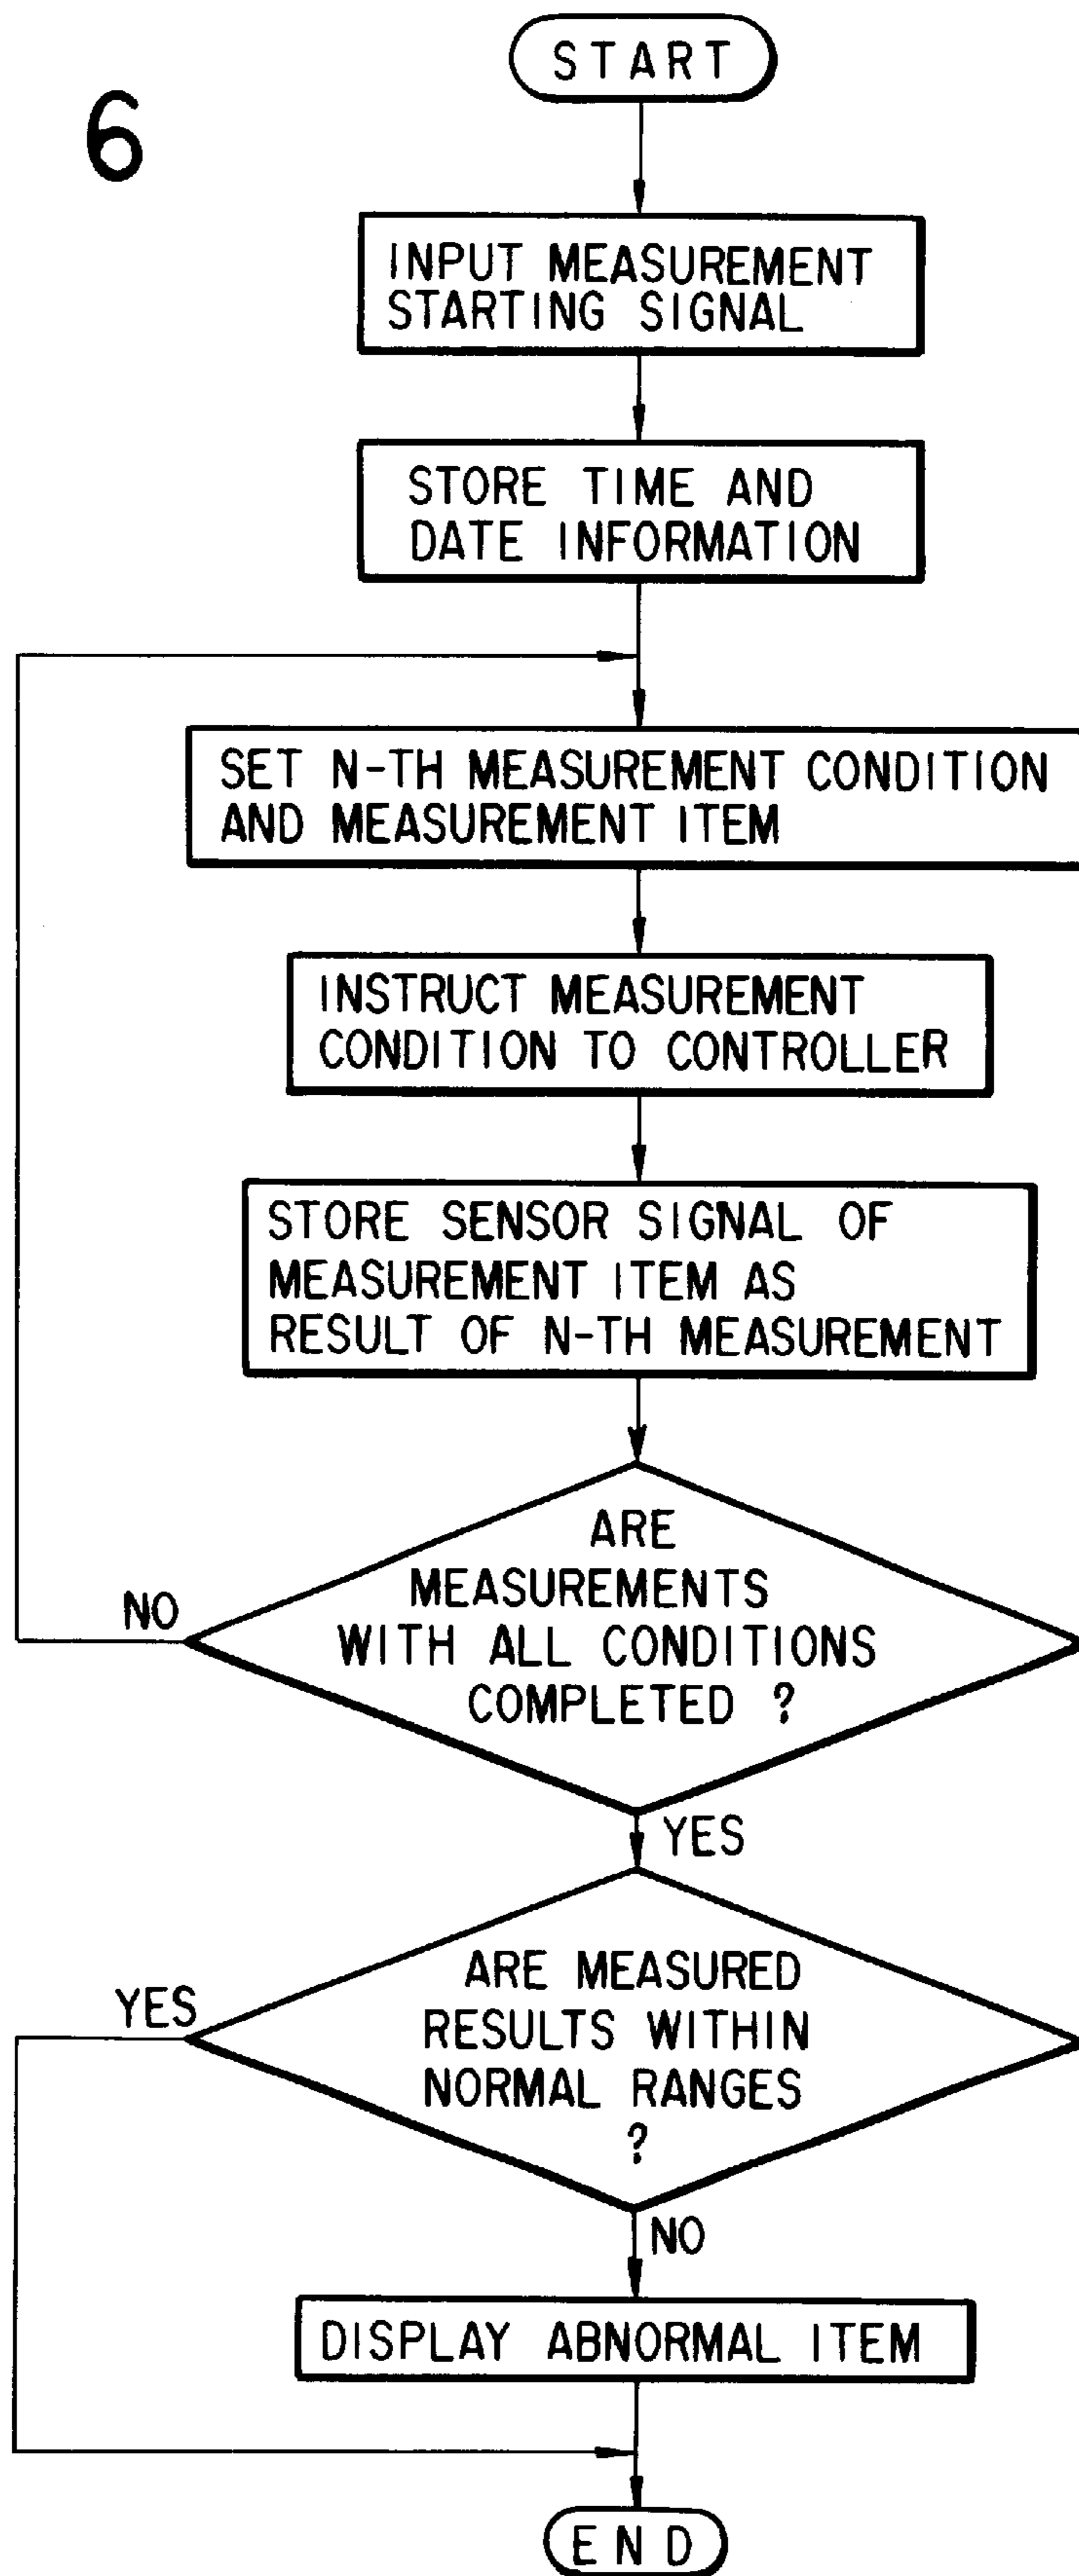 START
6
INPUT MEASUREMENT
STARTING SIGNAL
STORE TIME AND
DATE INFORMATION
SET N-TH MEASUREMENT CONDITION
AND MEASUREMENT ITEM
INSTRUCT MEASUREMENT
CONDITION TO CONTROLLER
STORE SENSOR SIGNAL OF
MEASUREMENT ITEM AS
RESULT OF N-TH MEASUREMENT
ARE
MEASUREMENTS
WITH ALL CONDITIONS
COMPLETED ?
NO
YES
ARE MEASURED
RESULTS WITHIN
NORMAL RANGES
?
YES
NO
DISPLAY ABNORMAL ITEM
END